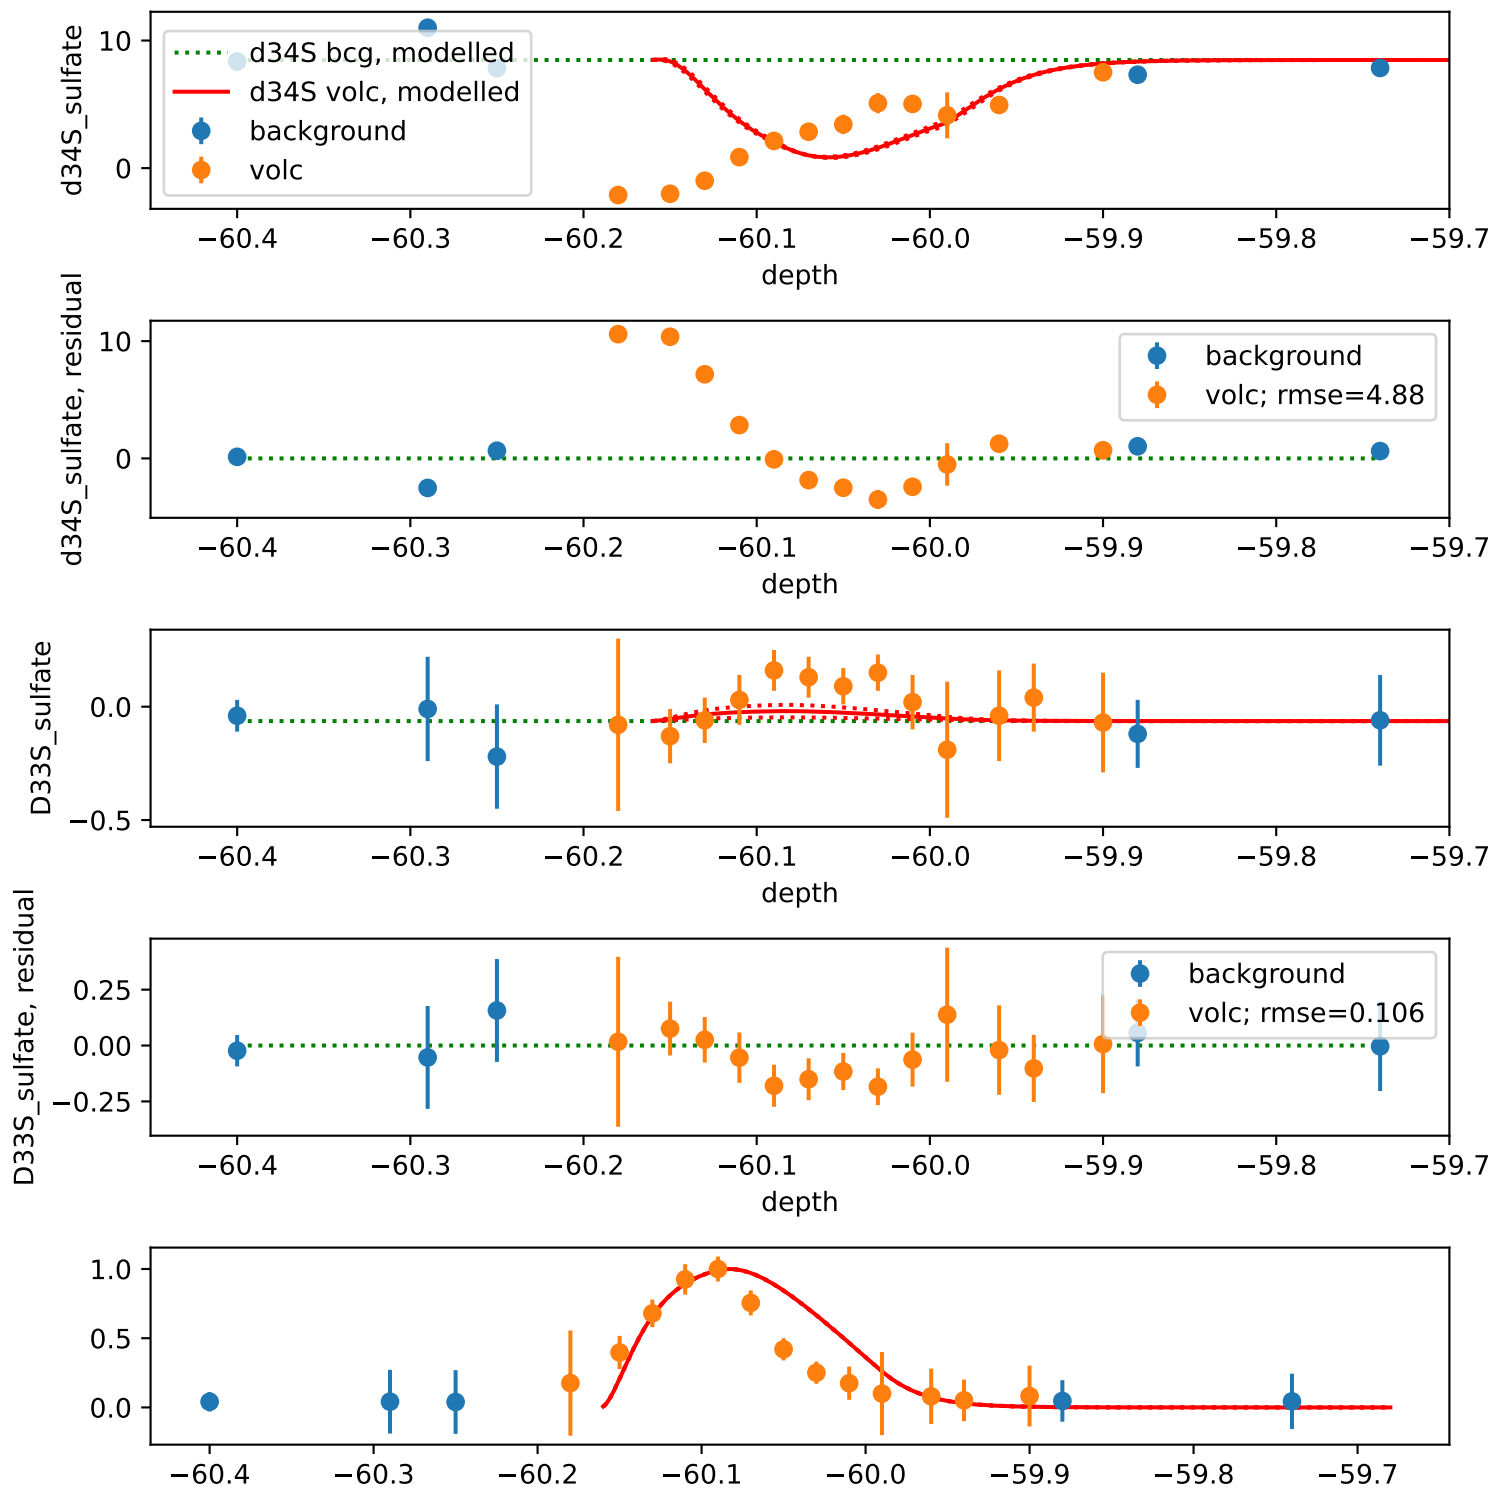 d34S_sulfate
10
0
d34S bcg, modelled
d34S volc, modelled
background
volc
−60.4 −60.3 −60.2 −60.1 −60.0 −59.9 −59.8 −59.7
depth
d34S_sulfate, residual
10
0
background
volc; rmse=4.88
−60.4 −60.3 −60.2 −60.1 −60.0 −59.9 −59.8 −59.7
depth
D33S_sulfate
0.0
−0.5
−60.4 −60.3 −60.2 −60.1 −60.0 −59.9 −59.8 −59.7
depth
D33S_sulfate, residual
0.25
0.00
−0.25
background
volc; rmse=0.106
−60.4 −60.3 −60.2 −60.1 −60.0 −59.9 −59.8 −59.7
depth
1.0
0.5
0.0
−60.4 −60.3 −60.2 −60.1 −60.0 −59.9 −59.8 −59.7